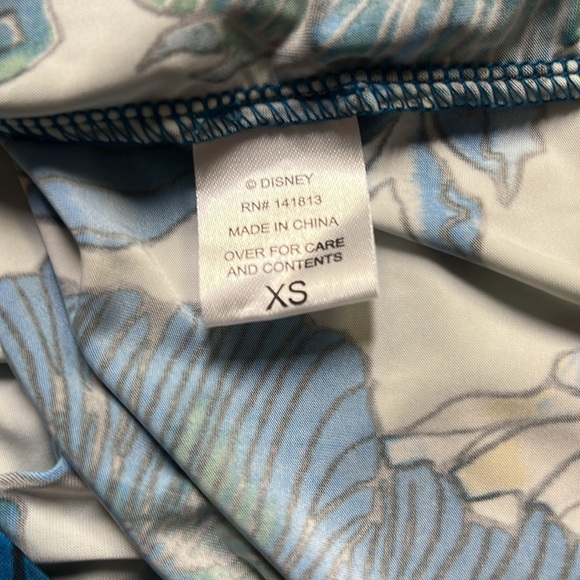 © DISNEY
RN# 141813
MADE IN CHINA
OVER FOR CARE
AND CONTENTS
XS